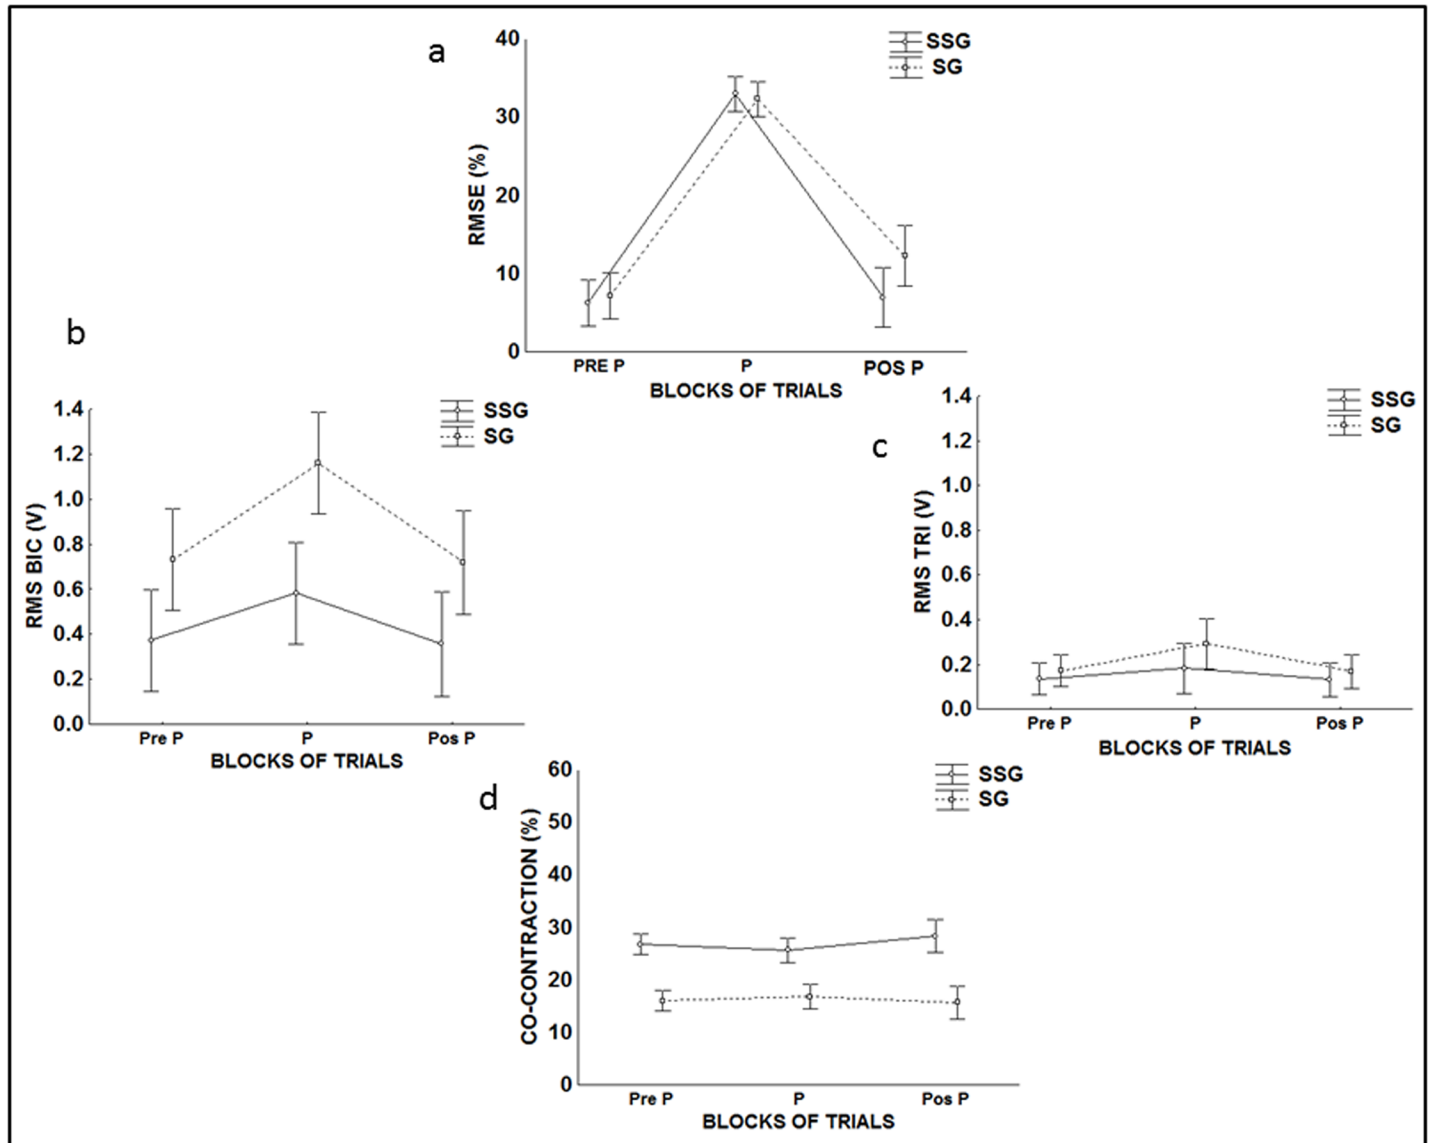 a
SSG
SG
40
30
20
10
0
RMSE (%)
PRE P P POS P
BLOCKS OF TRIALS
b
SSG
SG
1.4
1.2
1.0
0.8
0.6
0.4
0.2
0.0
RMS BIC (V)
Pre P P Pos P
BLOCKS OF TRIALS
c
SSG
SG
1.4
1.2
1.0
0.8
0.6
0.4
0.2
0.0
RMS TRI (V)
Pre P P Pos P
BLOCKS OF TRIALS
d
SSG
SG
60
50
40
30
20
10
0
CO-CONTRACTION (%)
Pre P P Pos P
BLOCKS OF TRIALS